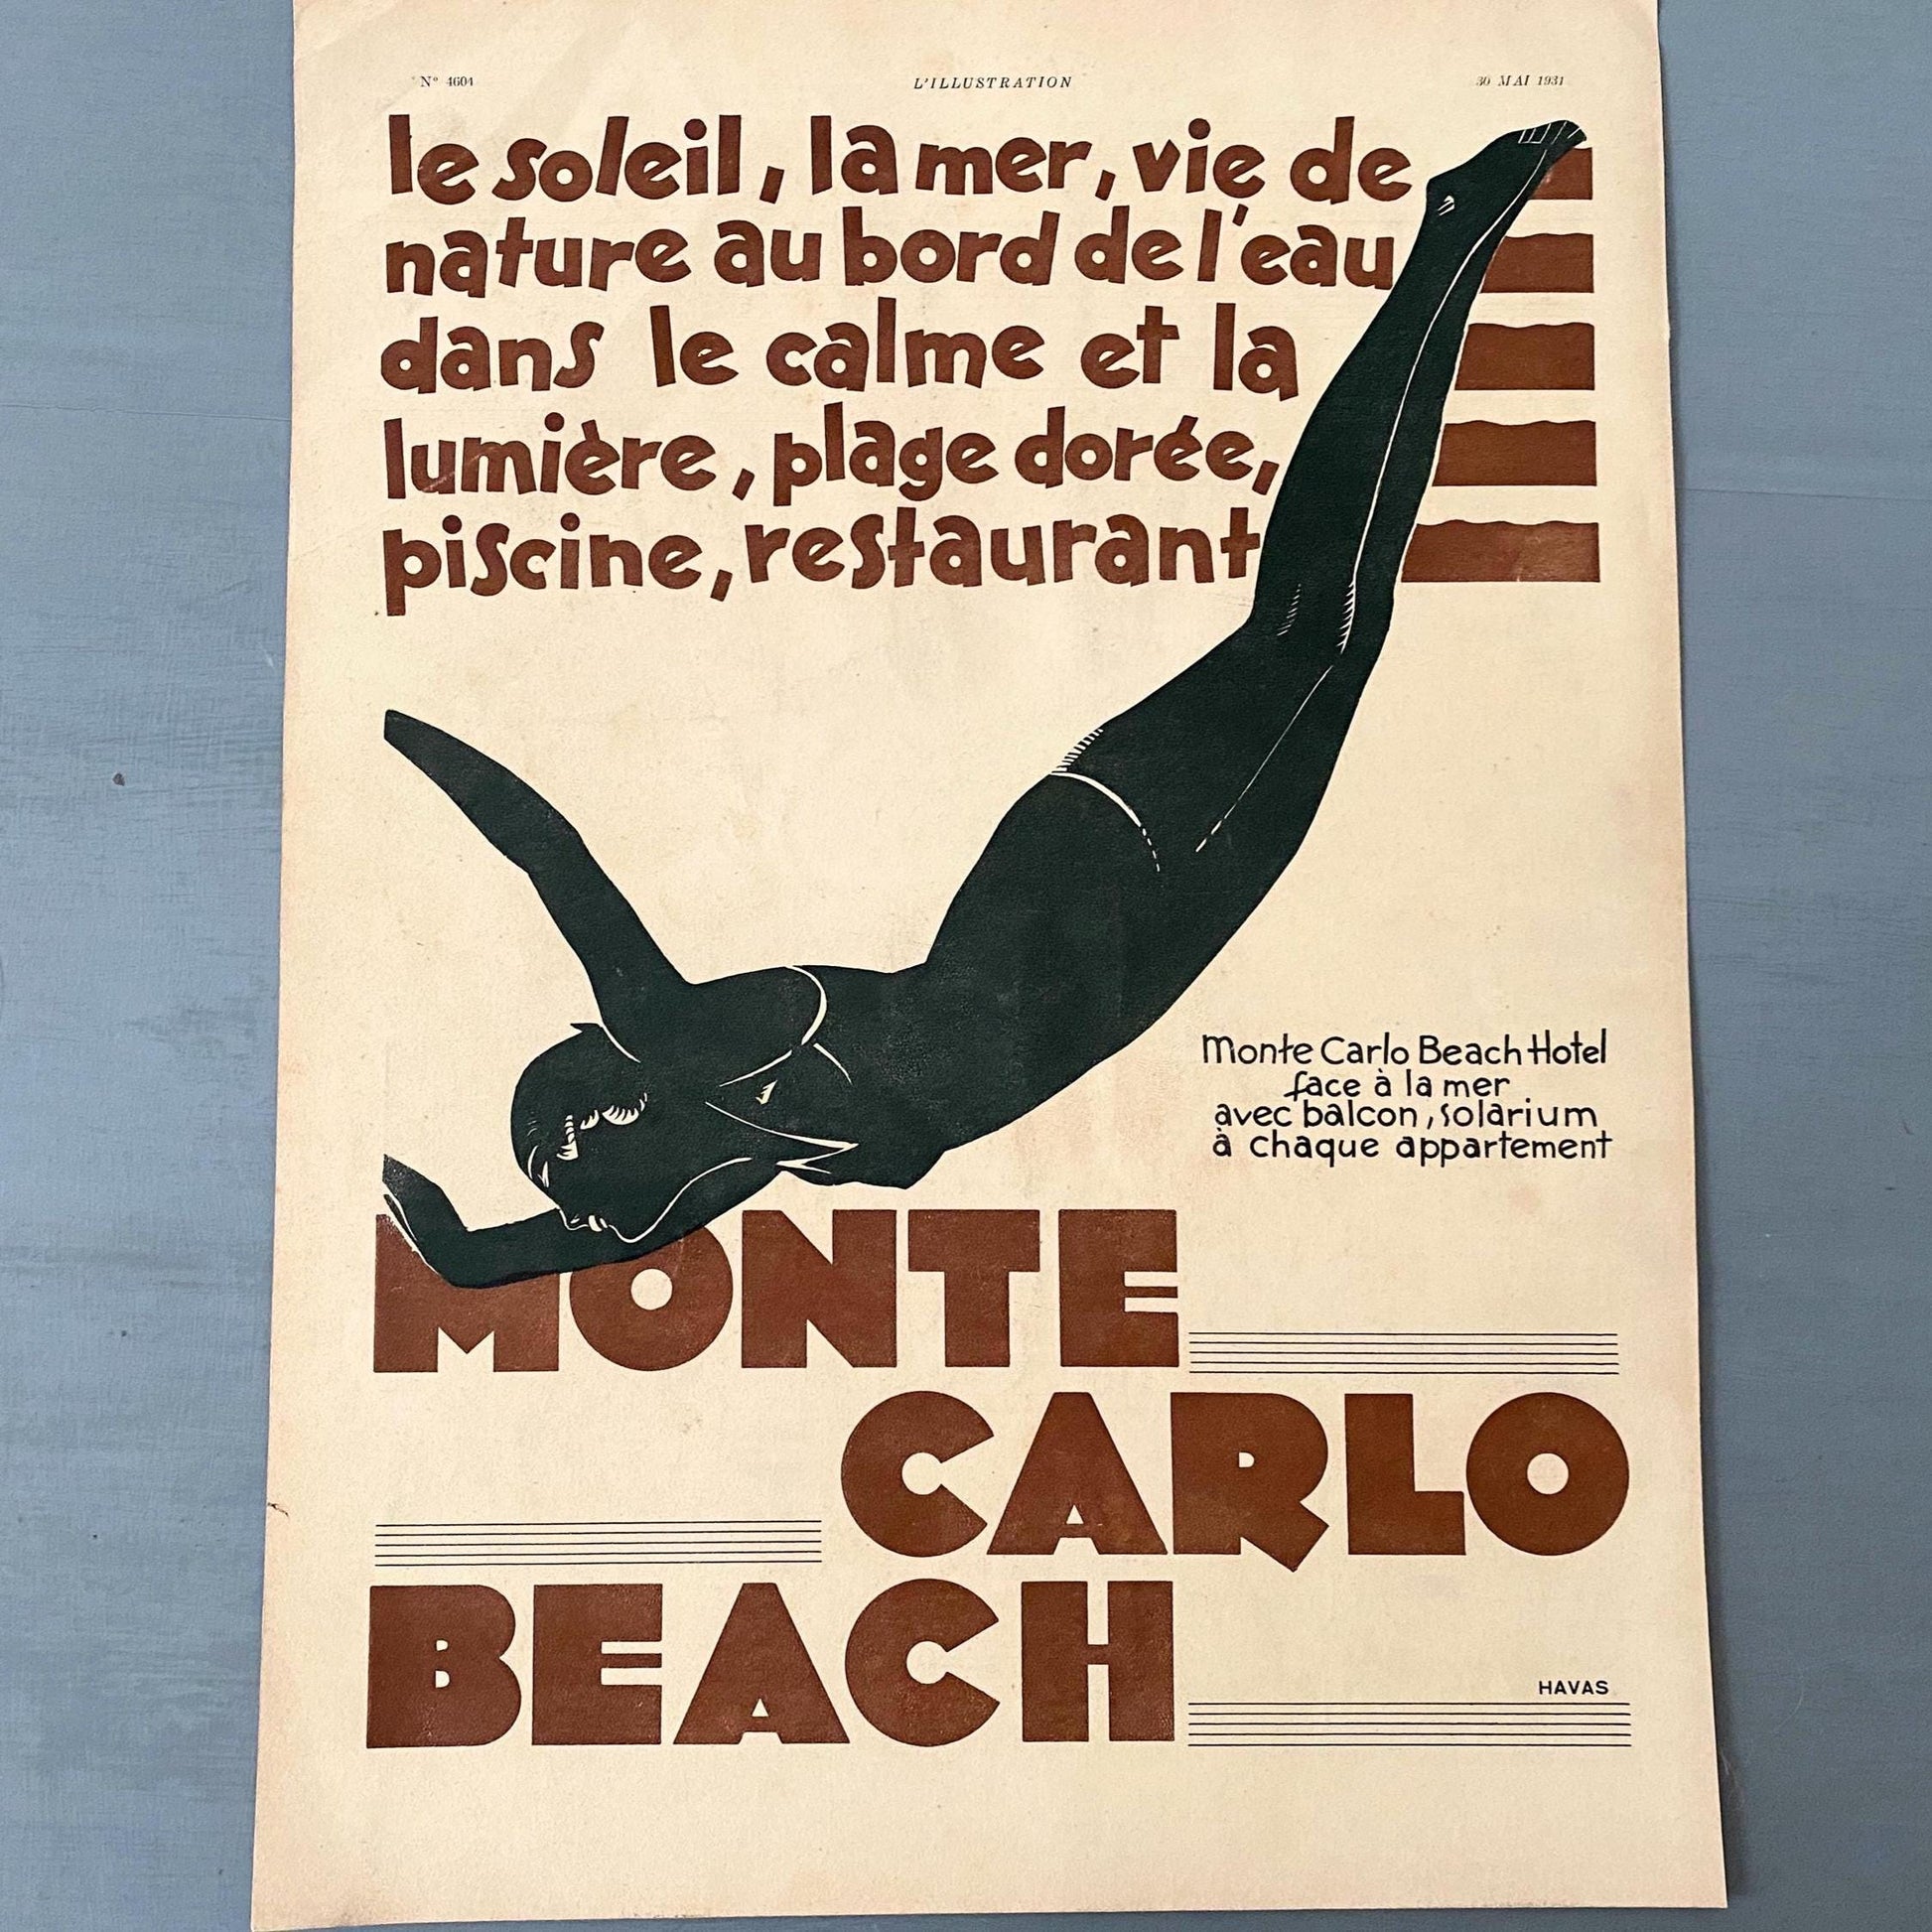 N° 4604 L'ILLUSTRATION 30 MAI 1931
le soleil, la mer, vie de
nature au bord de l'eau
dans le calme et la
lumière, plage dorée,
piscine, restaurant
Monte Carlo Beach Hotel
face à la mer
avec balcon, solarium
à chaque appartement
MONTE
CARLO
BEACH
HAVAS